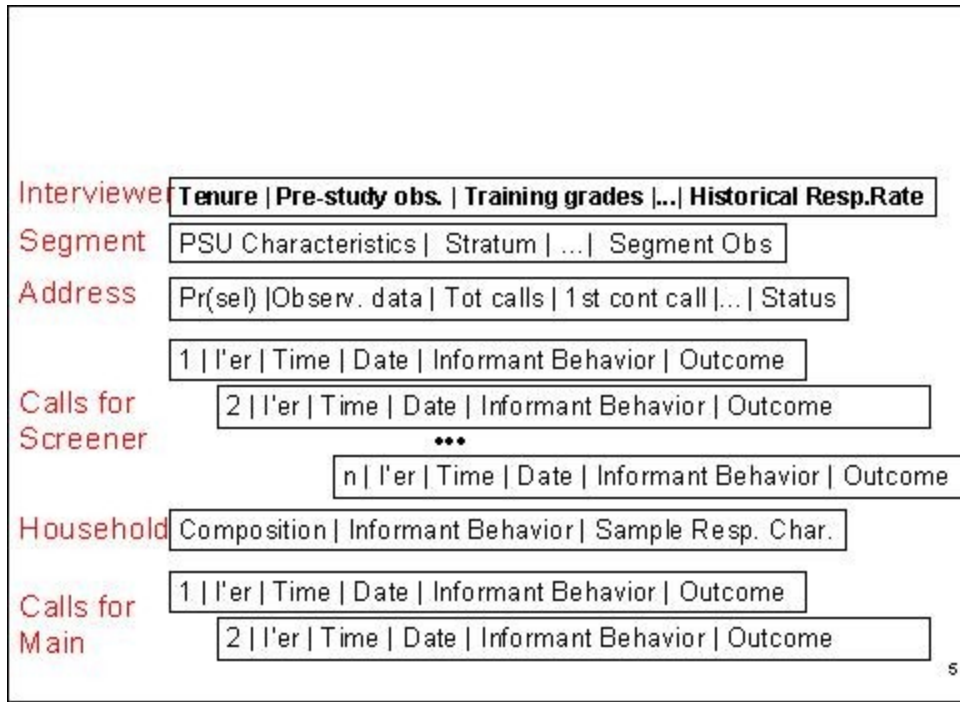 Interviewer Tenure | Pre-study obs. | Training grades |...| Historical Resp.Rate
Segment PSU Characteristics | Stratum | ...| Segment Obs
Address Pr(sel) |Observ. data | Tot calls | 1st cont call |... | Status
1 | I'er | Time | Date | Informant Behavior | Outcome
Calls for
Screener
2 | I'er | Time | Date | Informant Behavior | Outcome
•••
n | I'er | Time | Date | Informant Behavior | Outcome
Household Composition | Informant Behavior | Sample Resp. Char.
1 | I'er | Time | Date | Informant Behavior | Outcome
Calls for
Main
2 | I'er | Time | Date | Informant Behavior | Outcome
5